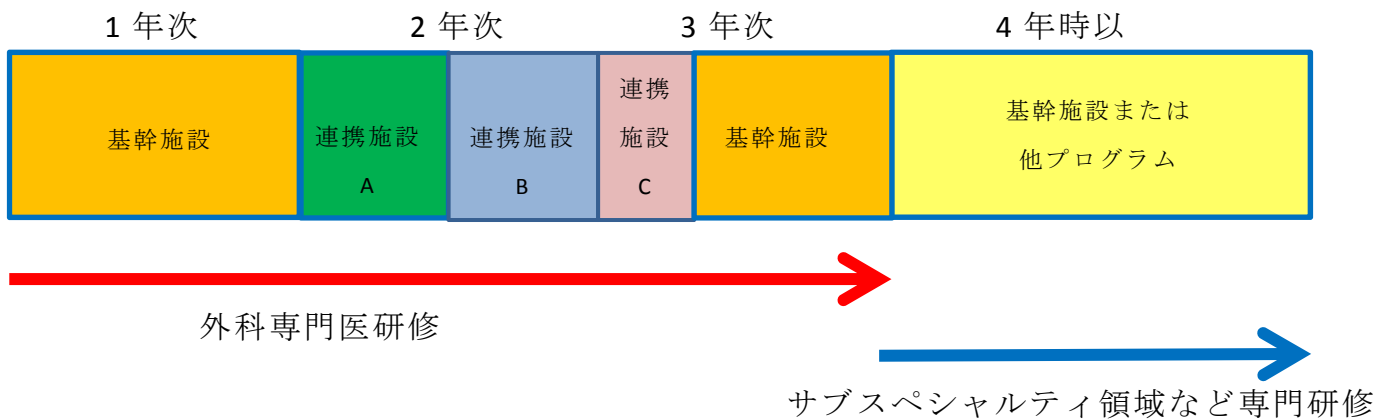 1 年次
2 年次
3 年次
4 年時以
基幹施設
連携施設
A
連携施設
B
連携
施設
C
基幹施設
基幹施設または
他プログラム
外科専門医研修
サブスペシャルティ領域など専門研修